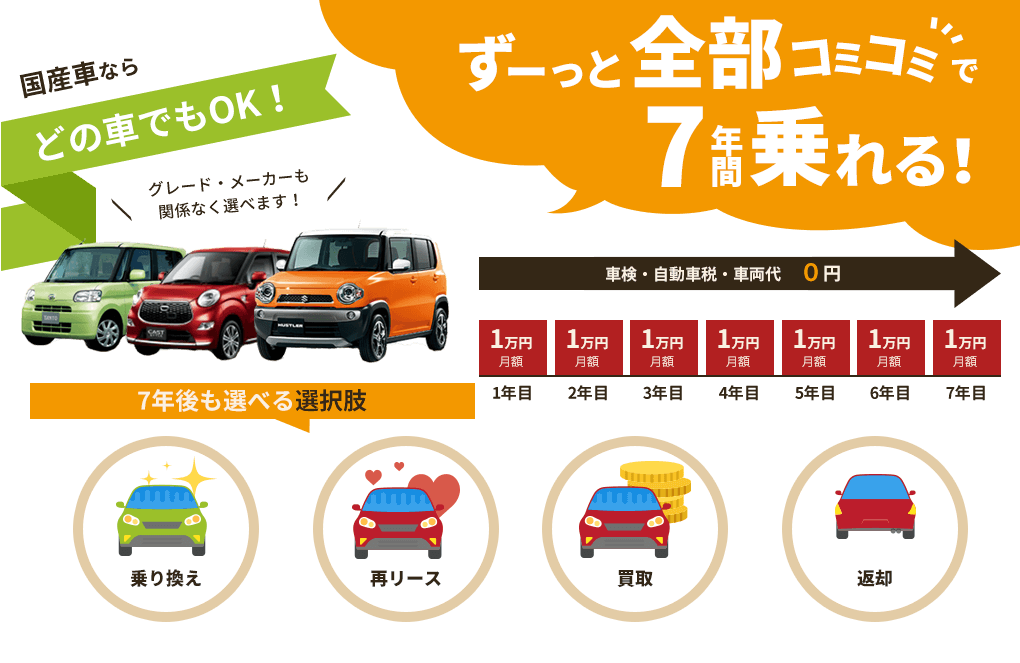 国産車なら
どの車でもOK！
グレード・メーカーも
関係なく選べます！
ずーっと全部コミコミで
7年間乗れる！
車検・自動車税・車両代 0円
1万円 1万円 1万円 1万円 1万円 1万円 1万円
月額 月額 月額 月額 月額 月額 月額
1年目 2年目 3年目 4年目 5年目 6年目 7年目
CAST
HUSTLER
7年後も選べる選択肢
乗り換え
再リース
買取
返却